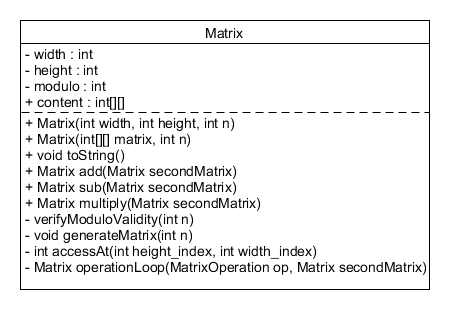 Matrix
- width : int
- height : int
- modulo : int
+ content : int[][]
+ Matrix(int width, int height, int n)
+ Matrix(int[][] matrix, int n)
+ void toString()
+ Matrix add(Matrix secondMatrix)
+ Matrix sub(Matrix secondMatrix)
+ Matrix multiply(Matrix secondMatrix)
- verifyModuloValidity(int n)
- void generateMatrix(int n)
- int accessAt(int height_index, int width_index)
- Matrix operationLoop(MatrixOperation op, Matrix secondMatrix)